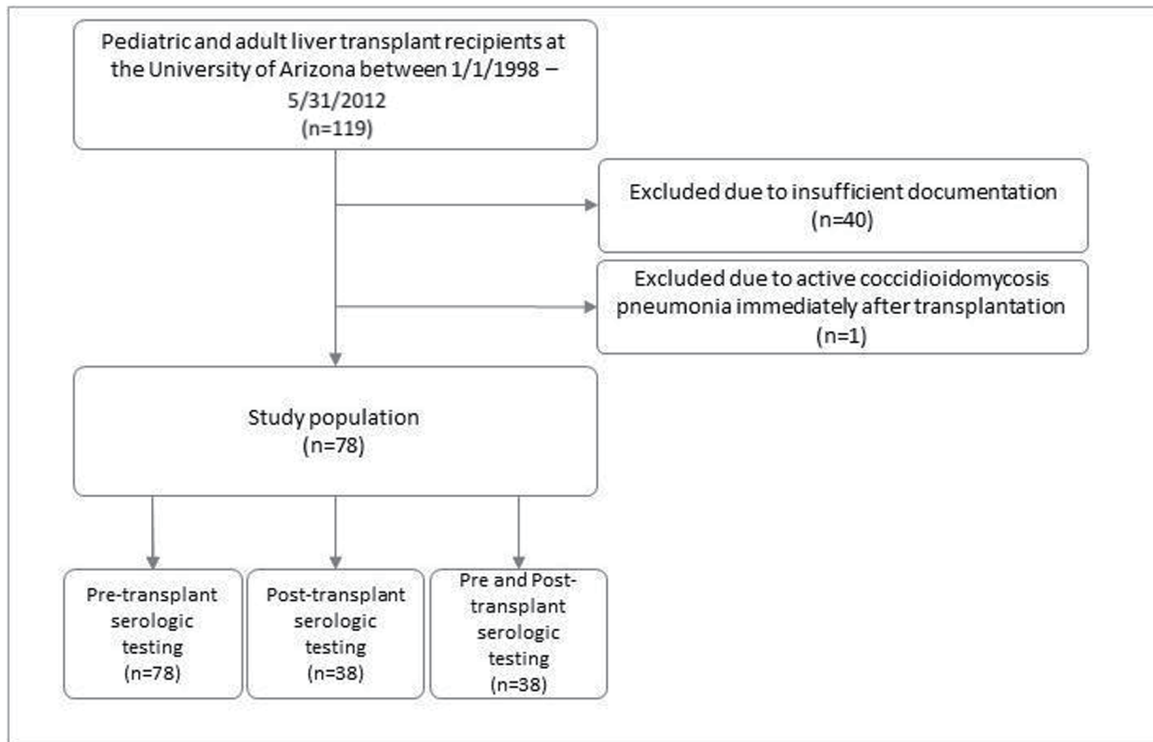 Pediatric and adult liver transplant recipients at
the University of Arizona between 1/1/1998 –
5/31/2012
(n=119)
Excluded due to insufficient documentation
(n=40)
Excluded due to active coccidioidomycosis
pneumonia immediately after transplantation
(n=1)
Study population
(n=78)
Pre-transplant
serologic
testing
(n=78)
Post-transplant
serologic
testing
(n=38)
Pre and Post-
transplant
serologic
testing
(n=38)